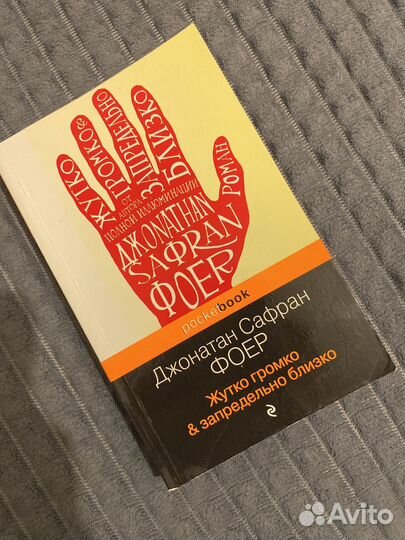 ЖУТКО
ГРОМКО &
ЗАПРЕДЕЛЬНО
БЛИЗКО
ОТ
АВТОРА
ПОЛНОЙ ИЛЛЮМИНАЦИИ
РОМАН
ДЖОНАТАН
САФРАН
ФОЕР
pocketbook
Джонатан Сафран
ФОЕР
Жутко громко
& запредельно близко
Avito